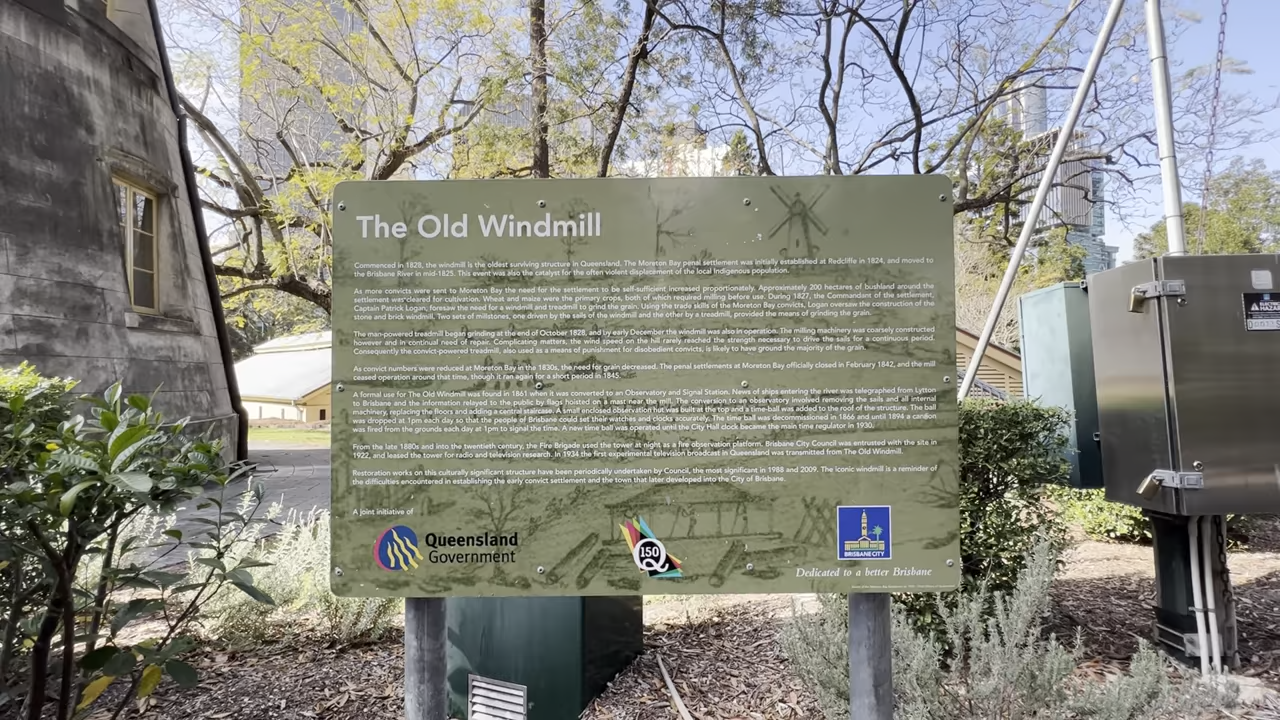 The Old Windmill
Commenced in 1828, the windmill is the oldest surviving structure in Queensland. The Moreton Bay penal settlement was initially established at Redcliffe in 1824, and moved to
the Brisbane River in mid-1825. This event was also the catalyst for the often violent displacement of the local Indigenous population.
As more convicts were sent to Moreton Bay the need for the settlement to be self-sufficient increased proportionately. Approximately 200 hectares of bushland around the
settlement was cleared for cultivation. Wheat and maize were the primary crops, both of which required milling before use. During 1827, the Commandant of the settlement,
Captain Patrick Logan, foresaw the need for a windmill and treadmill to grind the grain. Using the trade skills of the Moreton Bay convicts, Logan oversaw the construction of the
stone and brick windmill. Two sets of millstones, one driven by the sails of the windmill and the other by a treadmill, provided the means of grinding the grain.
The man-powered treadmill began grinding at the end of October 1828, and by early December the windmill was also in operation. The milling machinery was coarsely constructed
however and in continual need of repair. Complicating matters, the wind speed on the hill rarely reached the strength necessary to drive the sails for a continuous period.
Consequently the convict-powered treadmill, also used as a means of punishment for disobedient convicts, is likely to have ground the majority of the grain.
As convict numbers were reduced at Moreton Bay in the 1830s, the need for grain decreased. The penal settlements at Moreton Bay officially closed in February 1842, and the mill
ceased operation around that time, though it ran again for a short period in 1845.
A formal use for The Old Windmill was found in 1861 when it was converted to an Observatory and Signal Station. News of ships entering the river was telegraphed from Lytton
to Brisbane and the information relayed to the public by flags hoisted on a mast near the mill. The conversion to an observatory involved removing the sails and all internal
machinery, replacing the floors and adding a central staircase. A small enclosed observation hut was built at the top and a time-ball was added to the roof of the structure. The ball
was dropped at 1pm each day so that the people of Brisbane could set their watches and clocks accurately. The time ball was decommissioned in 1866 and until 1894 a cannon
was fired from the grounds each day at 1pm to signal the time. A new time ball was operated until the City Hall clock became the main time regulator in 1930.
From the late 1880s and into the twentieth century, the Fire Brigade used the tower at night as a fire observation platform. Brisbane City Council was entrusted with the site in
1922, and leased the tower for radio and television research. In 1934 the first experimental television broadcast in Queensland was transmitted from The Old Windmill.
Restoration works on this culturally significant structure have been periodically undertaken by Council, the most significant in 1988 and 2009. The iconic windmill is a reminder of
the difficulties encountered in establishing the early convict settlement and the town that later developed into the City of Brisbane.
A joint initiative of
Queensland
Government
Q150
BRISBANE CITY
Dedicated to a better Brisbane